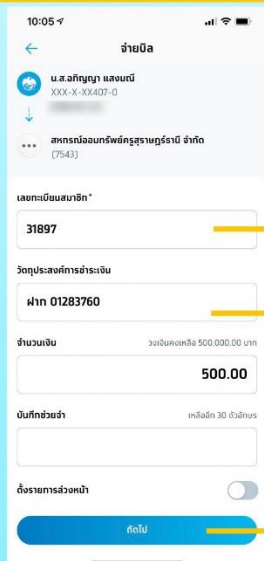 10:05
จ่ายบิล
น.ส.อภิญญา แสงมณี
XXX-X-XX407-0
สหกรณ์ออมทรัพย์ครูสุราษฎร์ธานี จำกัด
(7543)
เลขทะเบียนสมาชิก*
31897
วัตถุประสงค์การชำระเงิน
ฝาก 01283760
จำนวนเงิน วงเงินคงเหลือ 500,000.00 บาท
500.00
บันทึกช่วยจำ เหลืออีก 30 ตัวอักษร
ตั้งรายการล่วงหน้า
ถัดไป